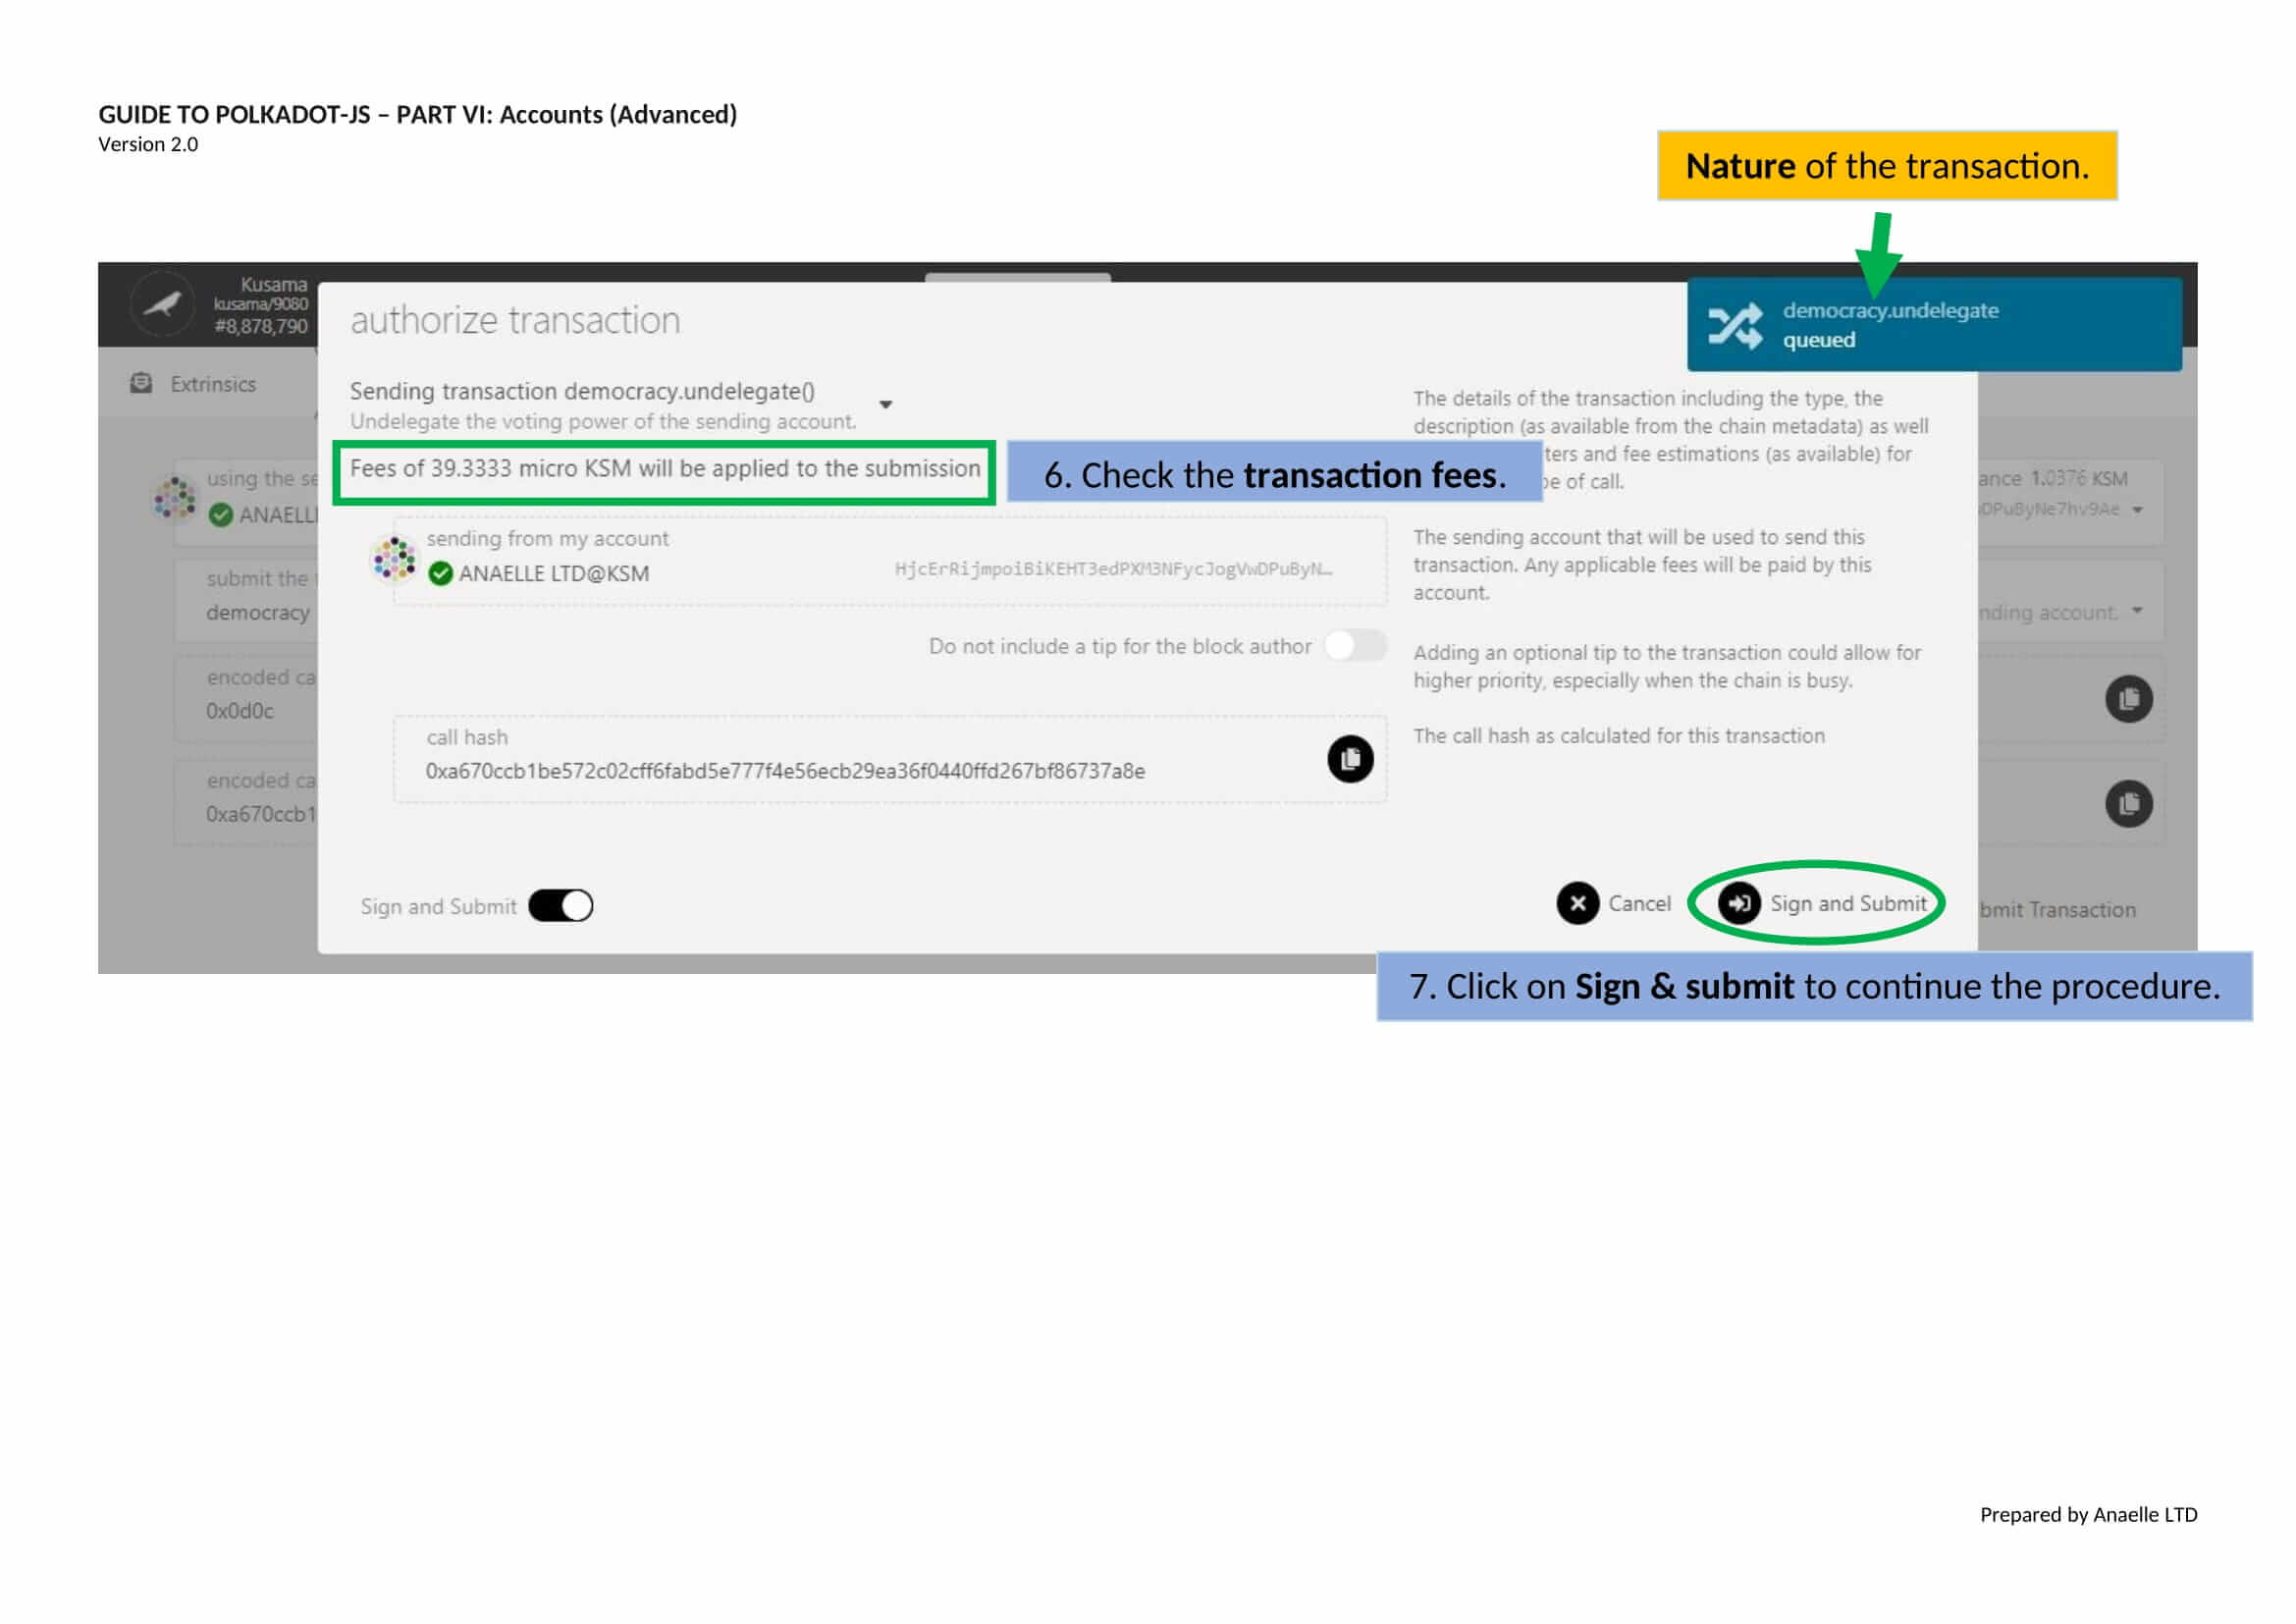 GUIDE TO POLKADOT-JS – PART VI: Accounts (Advanced)
Version 2.0
Nature of the transaction.
Kusama
kusama/9080
#8,878,790
authorize transaction
democracy.undelegate
queued
Extrinsics
Sending transaction democracy.undelegate()
Undelegate the voting power of the sending account.
Fees of 39.3333 micro KSM will be applied to the submission
6. Check the transaction fees.
The details of the transaction including the type, the
description (as available from the chain metadata) as well
ters and fee estimations (as available) for
pe of call.
using the se
ANAELL
ance 1.0376 KSM
DPuByNe7hv9Ae
sending from my account
ANAELLE LTD@KSM
HjcErRijmpoiBiKEHT3edPXM3NFycJogVwDPuByN…
The sending account that will be used to send this
transaction. Any applicable fees will be paid by this
account.
submit the
democracy
nding account.
Do not include a tip for the block author
Adding an optional tip to the transaction could allow for
higher priority, especially when the chain is busy.
encoded ca
0x0d0c
call hash
0xa670ccb1be572c02cff6fabd5e777f4e56ecb29ea36f0440ffd267bf86737a8e
The call hash as calculated for this transaction
encoded ca
0xa670ccb1
Sign and Submit
Cancel
Sign and Submit
bmit Transaction
7. Click on Sign & submit to continue the procedure.
Prepared by Anaelle LTD